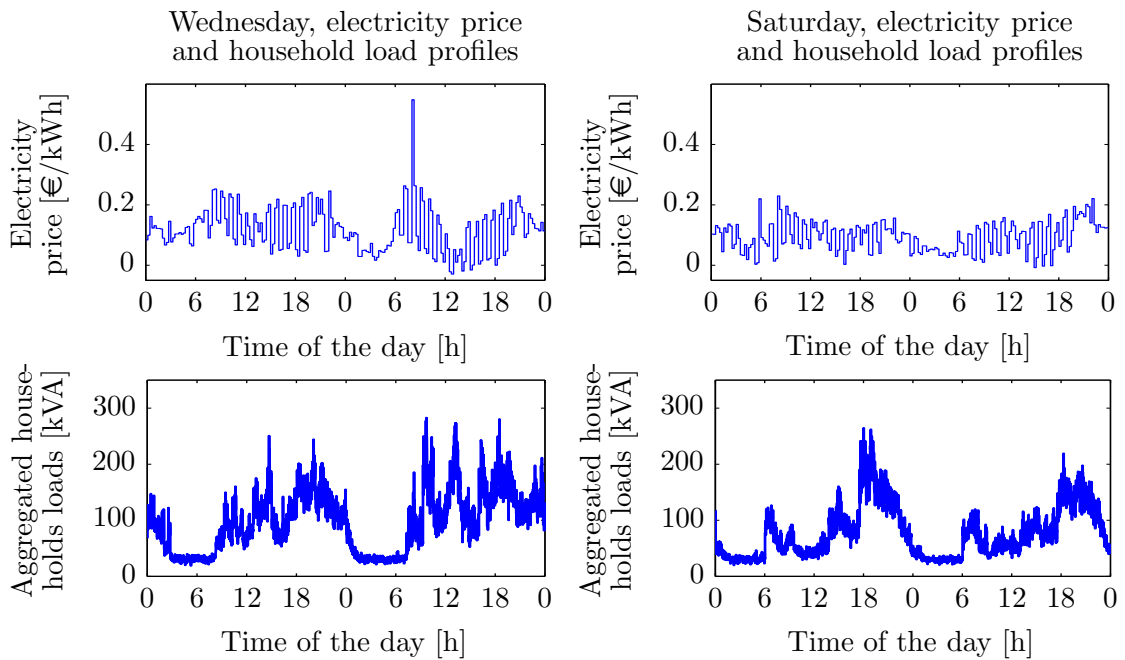 Wednesday, electricity price
and household load profiles
Electricity
price [€/kWh]
0.4
0.2
0
0 6 12 18 0 6 12 18 0
Time of the day [h]
Saturday, electricity price
and household load profiles
Electricity
price [€/kWh]
0.4
0.2
0
0 6 12 18 0 6 12 18 0
Time of the day [h]
Aggregated house-
holds loads [kVA]
300
200
100
0
0 6 12 18 0 6 12 18 0
Time of the day [h]
Aggregated house-
holds loads [kVA]
300
200
100
0
0 6 12 18 0 6 12 18 0
Time of the day [h]